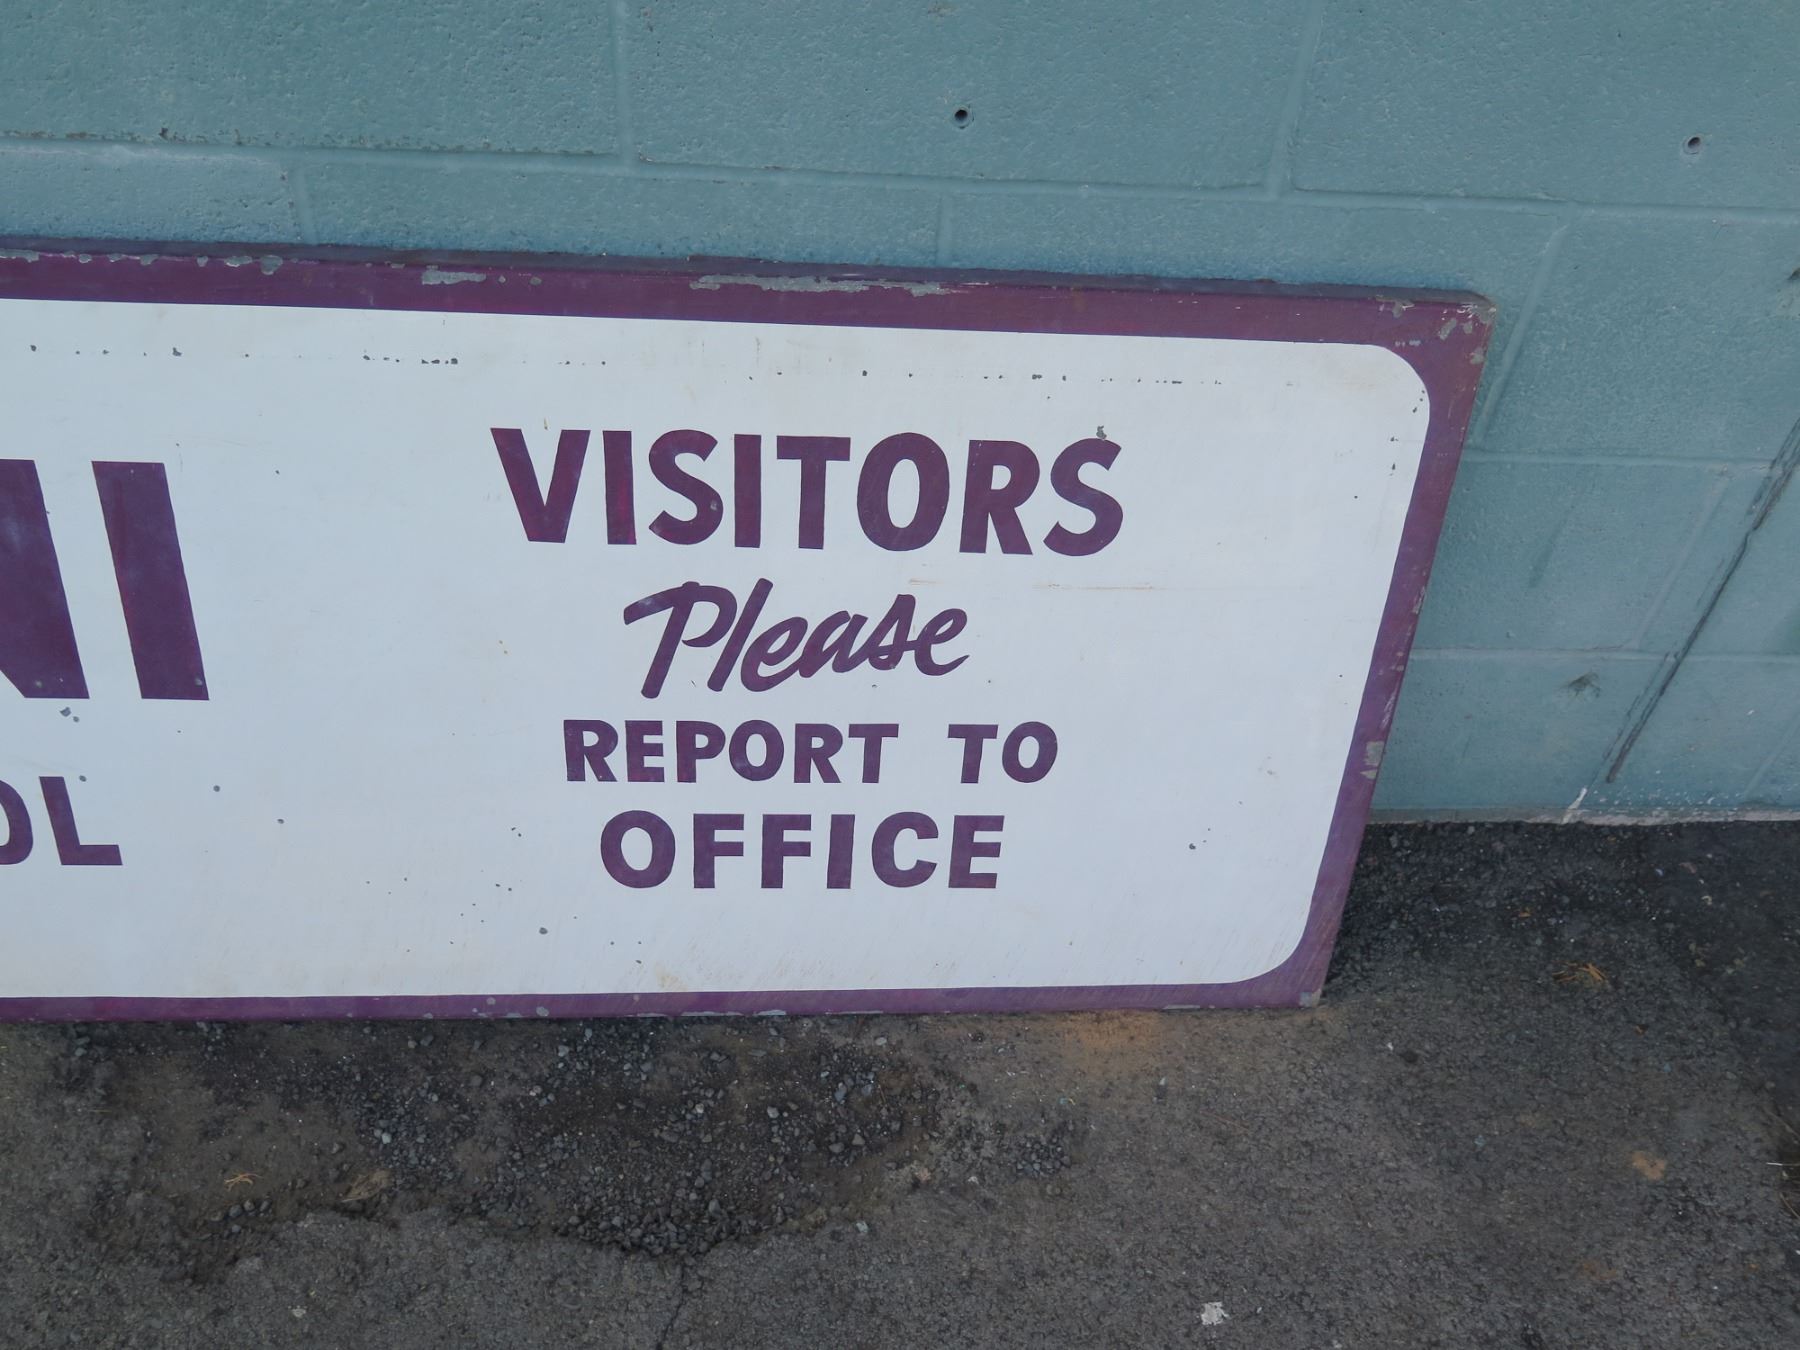 VISITORS
Please
REPORT TO
OFFICE